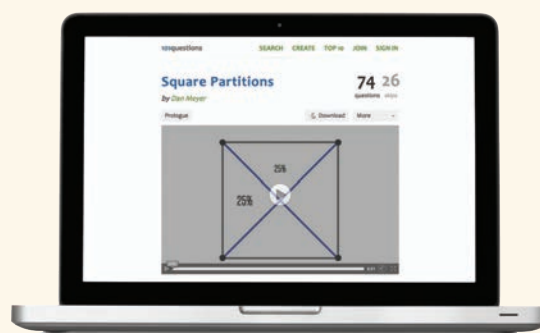 101questions
SEARCH CREATE TOP 10 JOIN SIGN IN
Square Partitions
74 26
by Dan Meyer
questions skips
Prologue
Download More
25%
25%